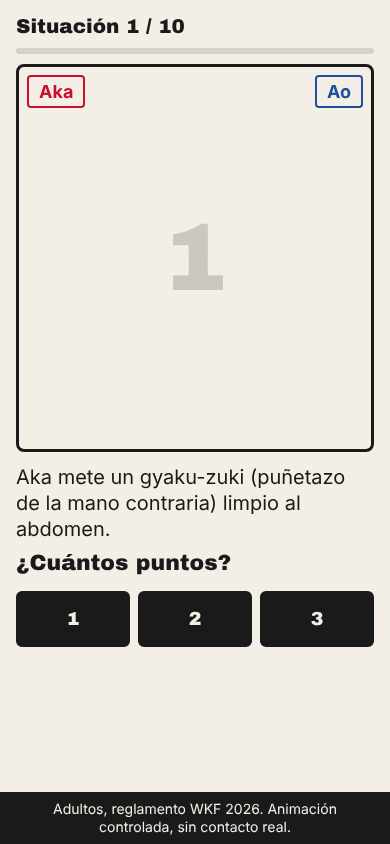 Situación 1 / 10
Aka
Ao
1
Aka mete un gyaku-zuki (puñetazo
de la mano contraria) limpio al
abdomen.
¿Cuántos puntos?
1
2
3
Adultos, reglamento WKF 2026. Animación
controlada, sin contacto real.